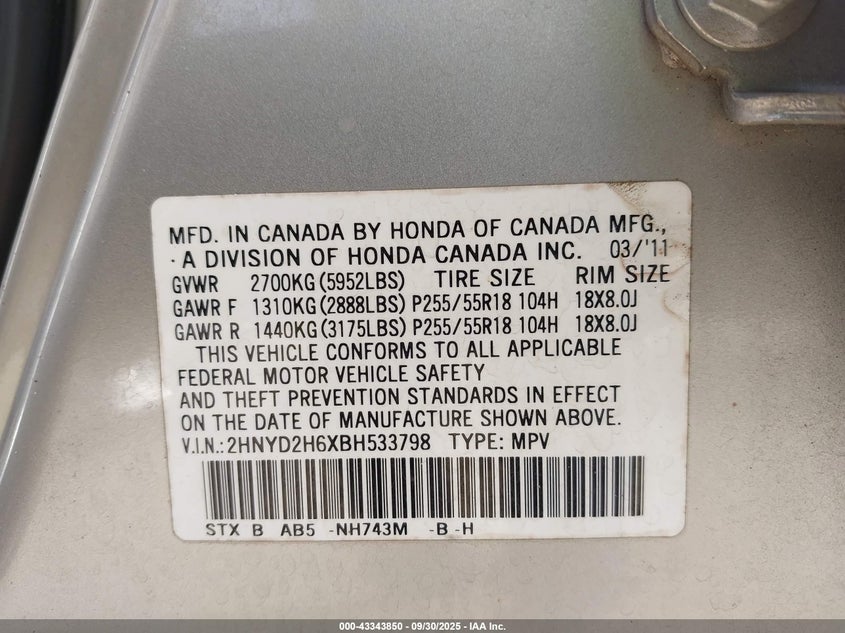 MFD. IN CANADA BY HONDA OF CANADA MFG.,
A DIVISION OF HONDA CANADA INC. 03/'11
GVWR 2700KG(5952LBS) TIRE SIZE RIM SIZE
GAWR F 1310KG(2888LBS) P255/55R18 104H 18X8.0J
GAWR R 1440KG(3175LBS) P255/55R18 104H 18X8.0J
THIS VEHICLE CONFORMS TO ALL APPLICABLE
FEDERAL MOTOR VEHICLE SAFETY
AND THEFT PREVENTION STANDARDS IN EFFECT
ON THE DATE OF MANUFACTURE SHOWN ABOVE.
V.I.N.:2HNYD2H6XBH533798 TYPE: MPV
STX B AB5 -NH743M -B -H
000-43343850 - 09/30/2025 - IAA Inc.